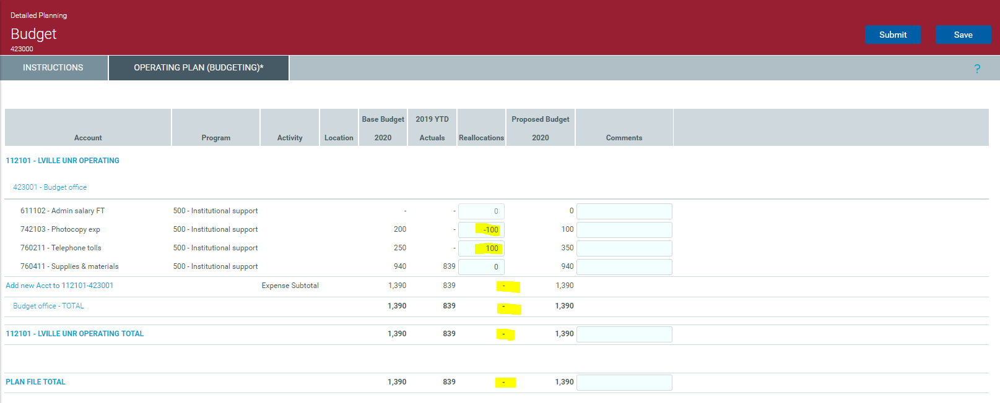 Detailed Planning
Budget
423000
Submit Save
INSTRUCTIONS OPERATING PLAN (BUDGETING)* ?
Base Budget 2019 YTD Proposed Budget
Account Program Activity Location 2020 Actuals Reallocations 2020 Comments
112101 - LVILLE UNR OPERATING
423001 - Budget office
611102 - Admin salary FT 500 - Institutional support - - 0 0
742103 - Photocopy exp 500 - Institutional support 200 - -100 100
760211 - Telephone tolls 500 - Institutional support 250 - 100 350
760411 - Supplies & materials 500 - Institutional support 940 839 0 940
Add new Acct to 112101-423001 Expense Subtotal 1,390 839 - 1,390
Budget office - TOTAL 1,390 839 - 1,390
112101 - LVILLE UNR OPERATING TOTAL 1,390 839 - 1,390
PLAN FILE TOTAL 1,390 839 - 1,390